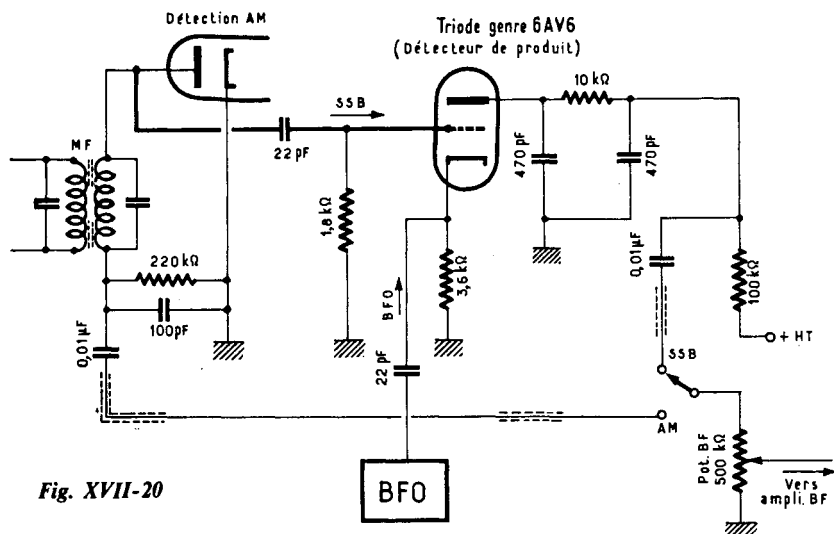 Détection AM
Triode genre 6AV6
(Détecteur de produit)
SSB
10 kΩ
MF
22 pF
470 pF
470 pF
1,8 kΩ
220 kΩ
100pF
0,01µF
BFO
3,6 kΩ
0,01µF
100 kΩ
+ HT
22 pF
SSB
AM
Pot. BF
500 kΩ
Vers
ampli. BF
BFO
Fig. XVII-20